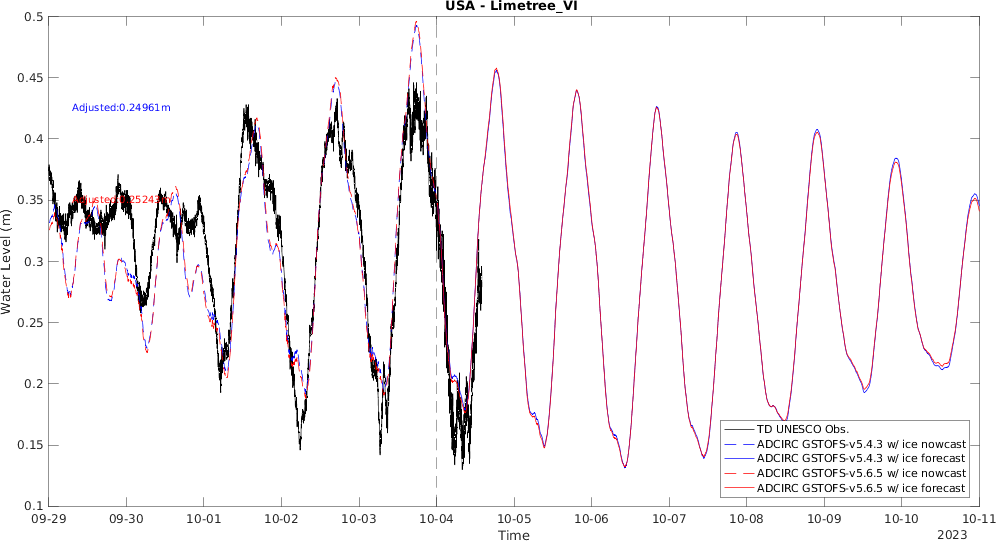 USA - Limetree_VI
0.5
0.45
0.4
0.35
0.3
0.25
0.2
0.15
0.1
Water Level (m)
Adjusted:0.24961m
Adjusted:0.25243m
TD UNESCO Obs.
ADCIRC GSTOFS-v5.4.3 w/ ice nowcast
ADCIRC GSTOFS-v5.4.3 w/ ice forecast
ADCIRC GSTOFS-v5.6.5 w/ ice nowcast
ADCIRC GSTOFS-v5.6.5 w/ ice forecast
09-29 09-30 10-01 10-02 10-03 10-04 10-05 10-06 10-07 10-08 10-09 10-10 10-11
Time
2023